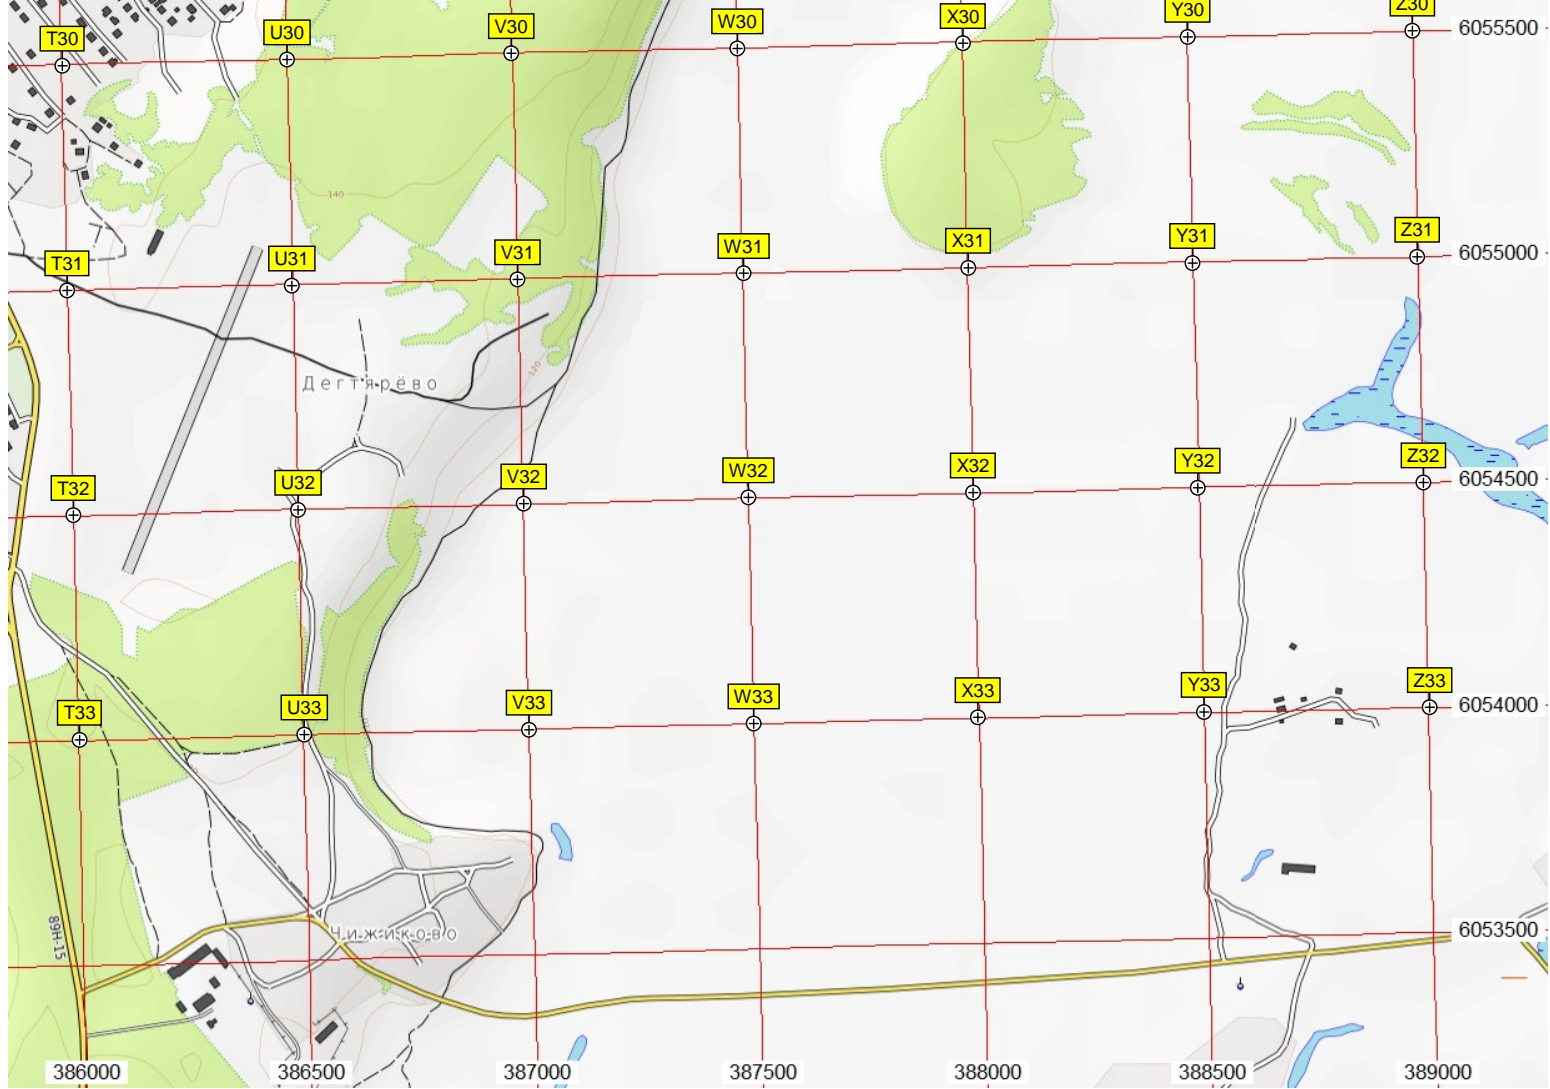 T30 U30 V30 W30 X30 Y30 Z30 6055500
140
T31 U31 V31 W31 X31 Y31 Z31 6055000
120
Дегтярёво
T32 U32 V32 W32 X32 Y32 Z32 6054500
T33 U33 V33 W33 X33 Y33 Z33 6054000
89Н-15
Чижиково
6053500
386000 386500 387000 387500 388000 388500 389000